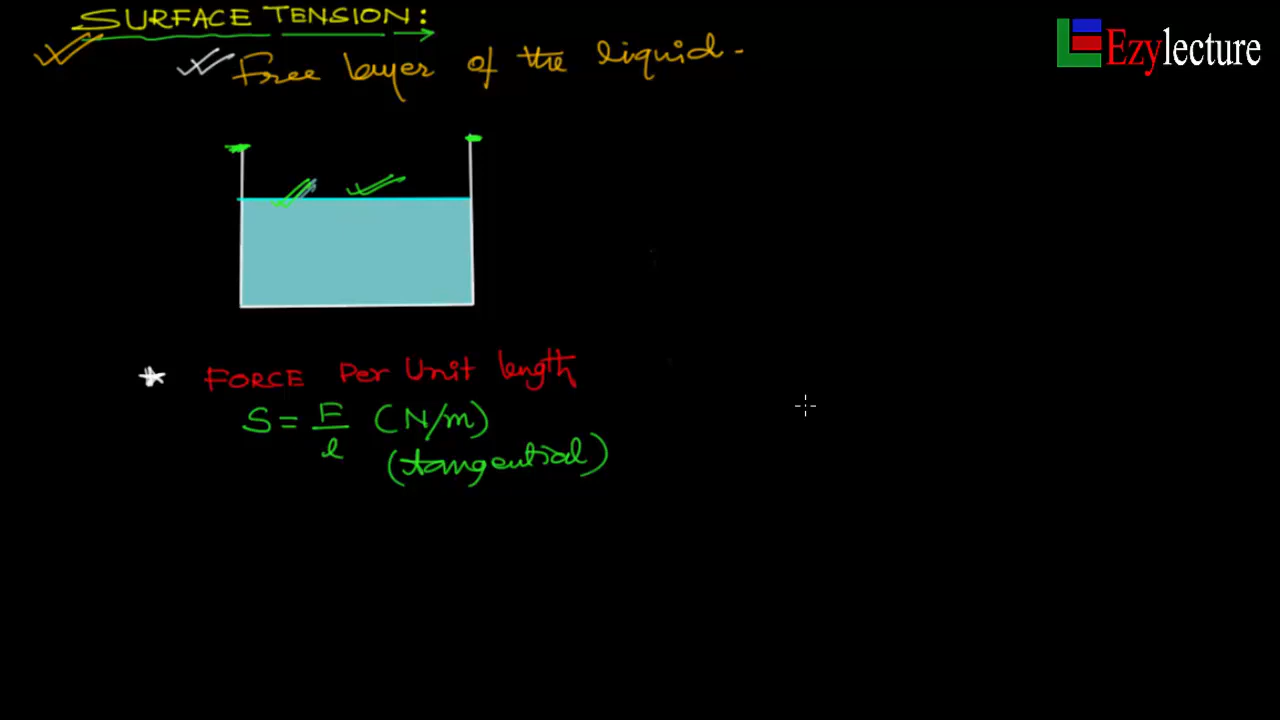 SURFACE TENSION:
Ezylecture
Free layer of the liquid -
FORCE Per Unit length
S = F/l (N/m)
(tangential)